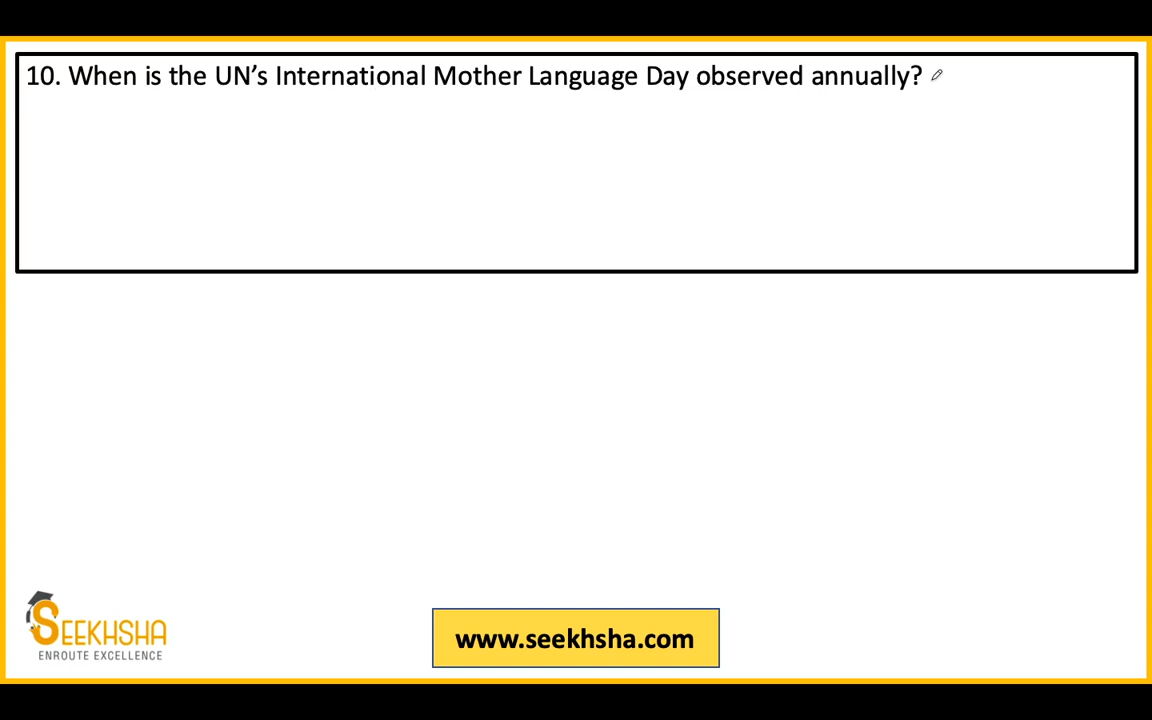 10. When is the UN’s International Mother Language Day observed annually?
SEEKHSHA
ENROUTE EXCELLENCE
www.seekhsha.com